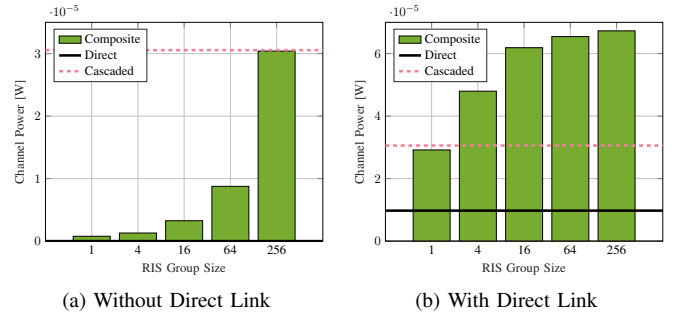 ·10⁻⁵
Composite
Direct
Cascaded
3
2
1
0
Channel Power [W]
1
4
16
64
256
RIS Group Size
(a) Without Direct Link
·10⁻⁵
Composite
Direct
Cascaded
6
4
2
0
Channel Power [W]
1
4
16
64
256
RIS Group Size
(b) With Direct Link